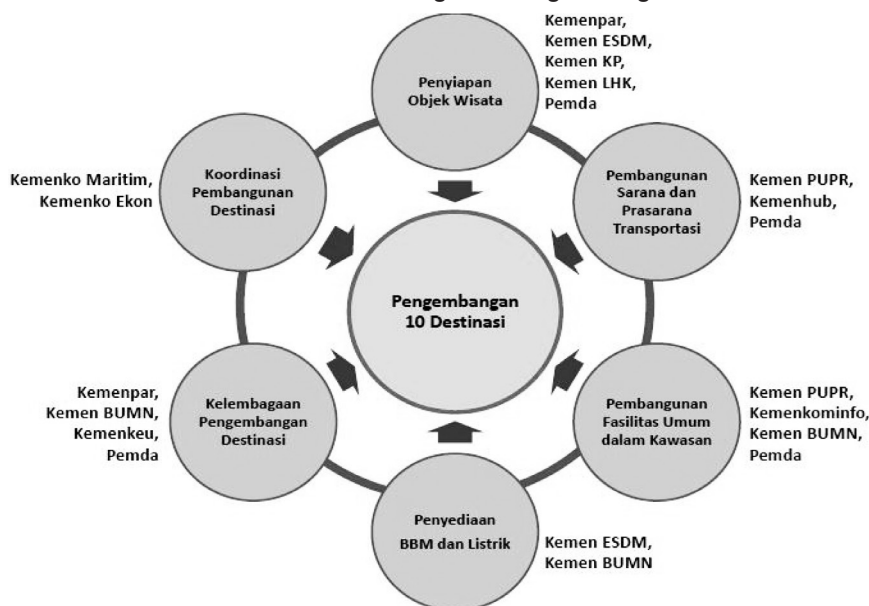 Kemenpar,
Kemen ESDM,
Kemen KP,
Kemen LHK,
Pemda
Penyiapan
Objek Wisata
Koordinasi
Pembangunan
Destinasi
Kemenko Maritim,
Kemenko Ekon
Pembangunan
Sarana dan
Prasarana
Transportasi
Kemen PUPR,
Kemenhub,
Pemda
Pengembangan
10 Destinasi
Kemenpar,
Kemen BUMN,
Kemenkeu,
Pemda
Kelembagaan
Pengembangan
Destinasi
Pembangunan
Fasilitas Umum
dalam Kawasan
Kemen PUPR,
Kemenkominfo,
Kemen BUMN,
Pemda
Penyediaan
BBM dan Listrik
Kemen ESDM,
Kemen BUMN